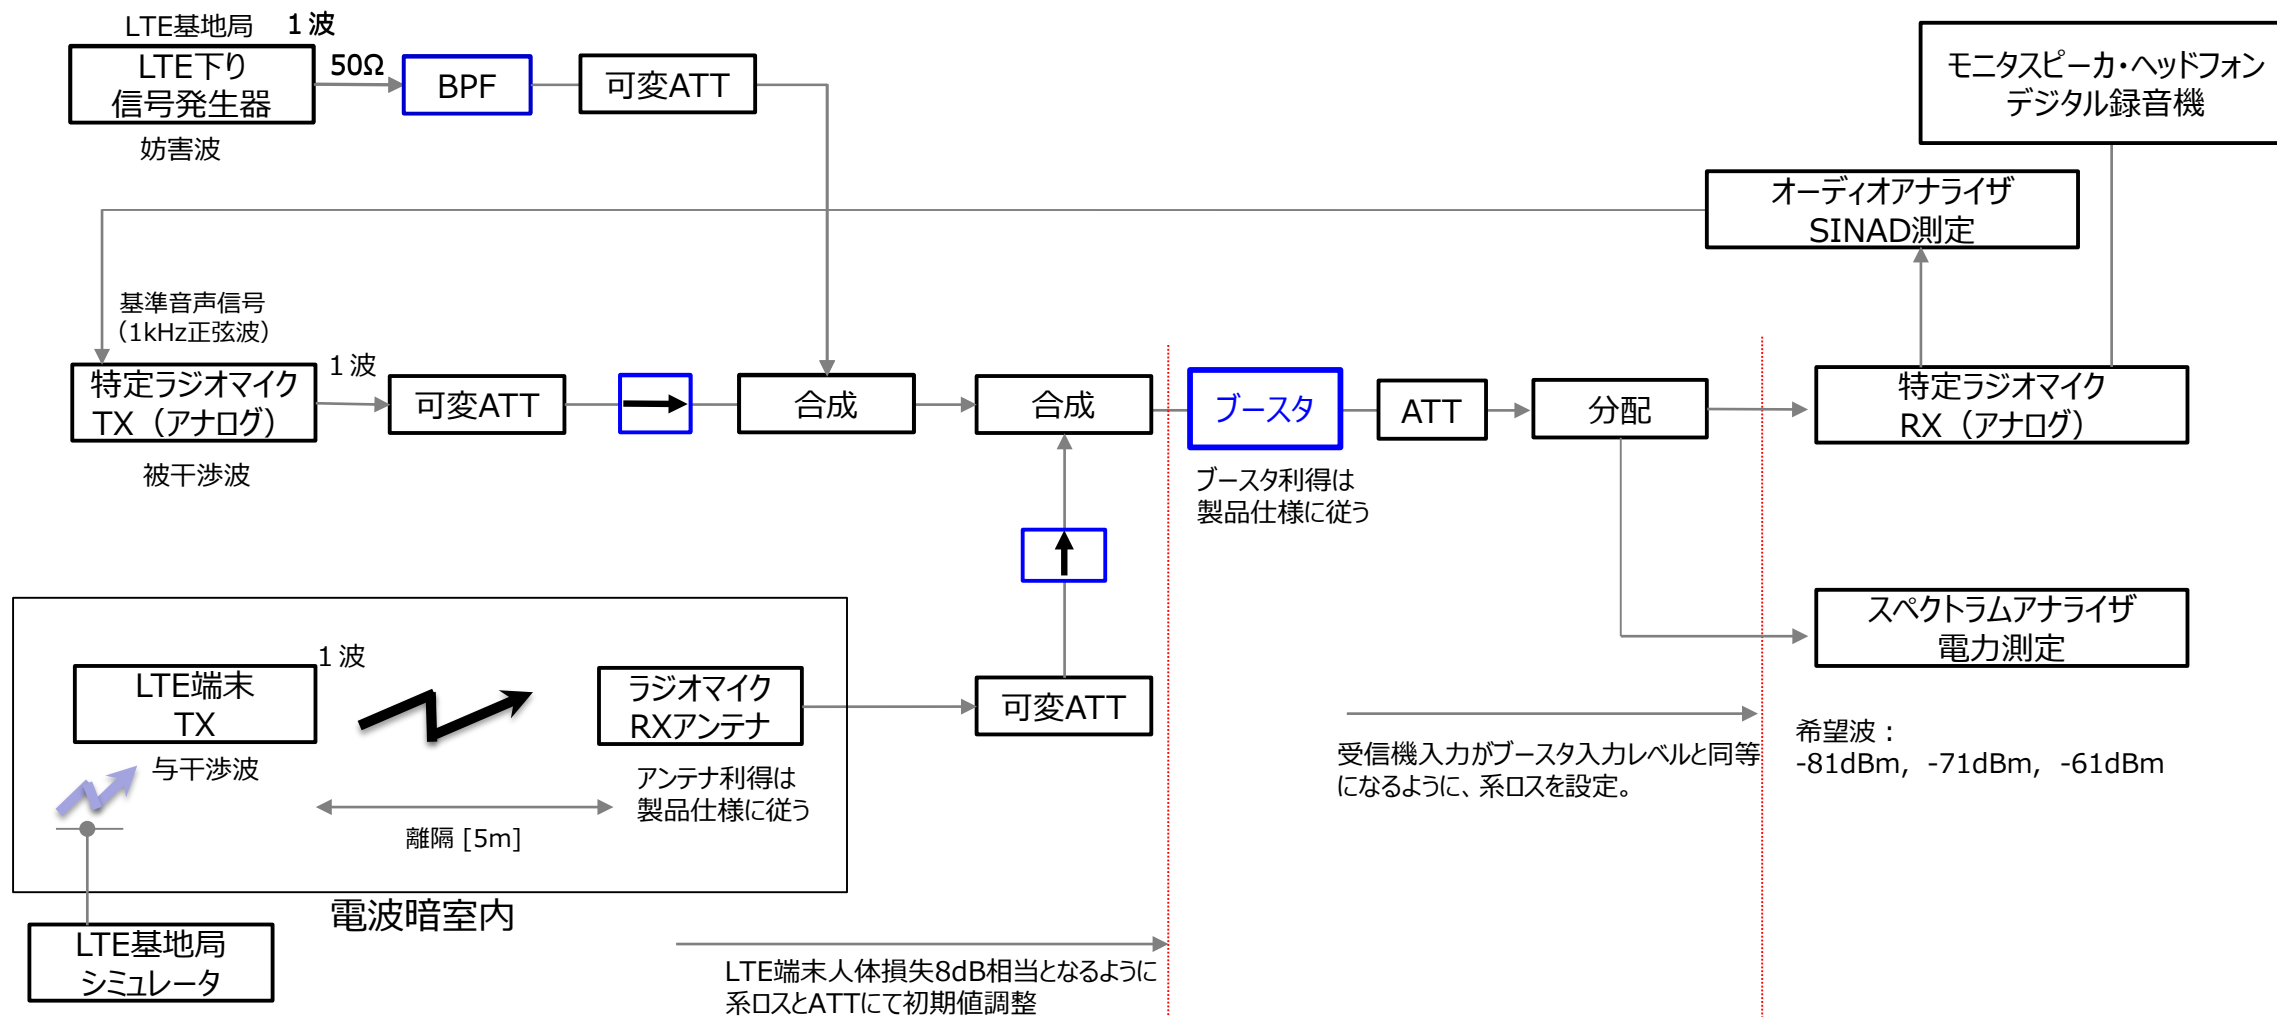 LTE基地局 1波
LTE下り
信号発生器
50Ω
BPF
可変ATT
妨害波
モニタスピーカ・ヘッドフォン
デジタル録音機
オーディオアナライザ
SINAD測定
基準音声信号
（1kHz正弦波）
特定ラジオマイク
TX（アナログ）
1波
可変ATT
合成
合成
ブースタ
ATT
分配
特定ラジオマイク
RX（アナログ）
被干渉波
ブースタ利得は
製品仕様に従う
LTE端末
TX
1波
ラジオマイク
RXアンテナ
可変ATT
スペクトラムアナライザ
電力測定
与干渉波
アンテナ利得は
製品仕様に従う
離隔 [5m]
受信機入力がブースタ入力レベルと同等
になるように、系ロスを設定。
希望波：
-81dBm, -71dBm, -61dBm
電波暗室内
LTE基地局
シミュレータ
LTE端末人体損失8dB相当となるように
系ロスとATTにて初期値調整